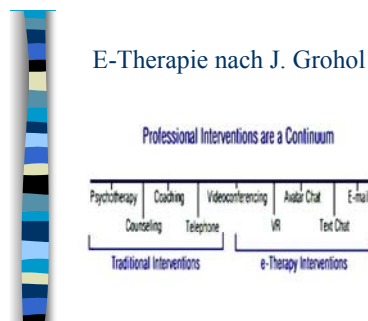 E-Therapie nach J. Grohol
Professional Interventions are a Continuum
Psychotherapy Coaching Videoconferencing Avatar Chat E-mail
Counseling Telephone VR Text Chat
Traditional Interventions e-Therapy Interventions